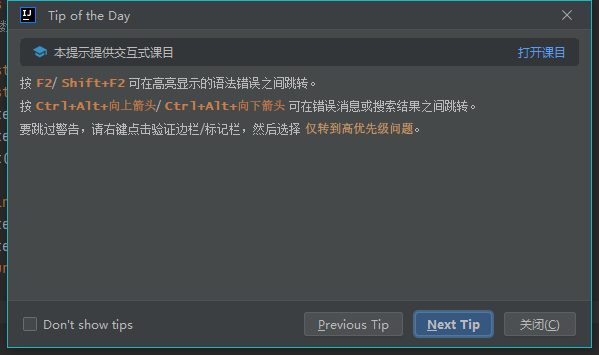 IJ
Tip of the Day
本提示提供交互式课目 打开课目
按 F2/ Shift+F2 可在高亮显示的语法错误之间跳转。
按 Ctrl+Alt+向上箭头/ Ctrl+Alt+向下箭头 可在错误消息或搜索结果之间跳转。
要跳过警告，请右键点击验证边栏/标记栏，然后选择 仅转到高优先级问题。
Don't show tips
Previous Tip
Next Tip
关闭(C)